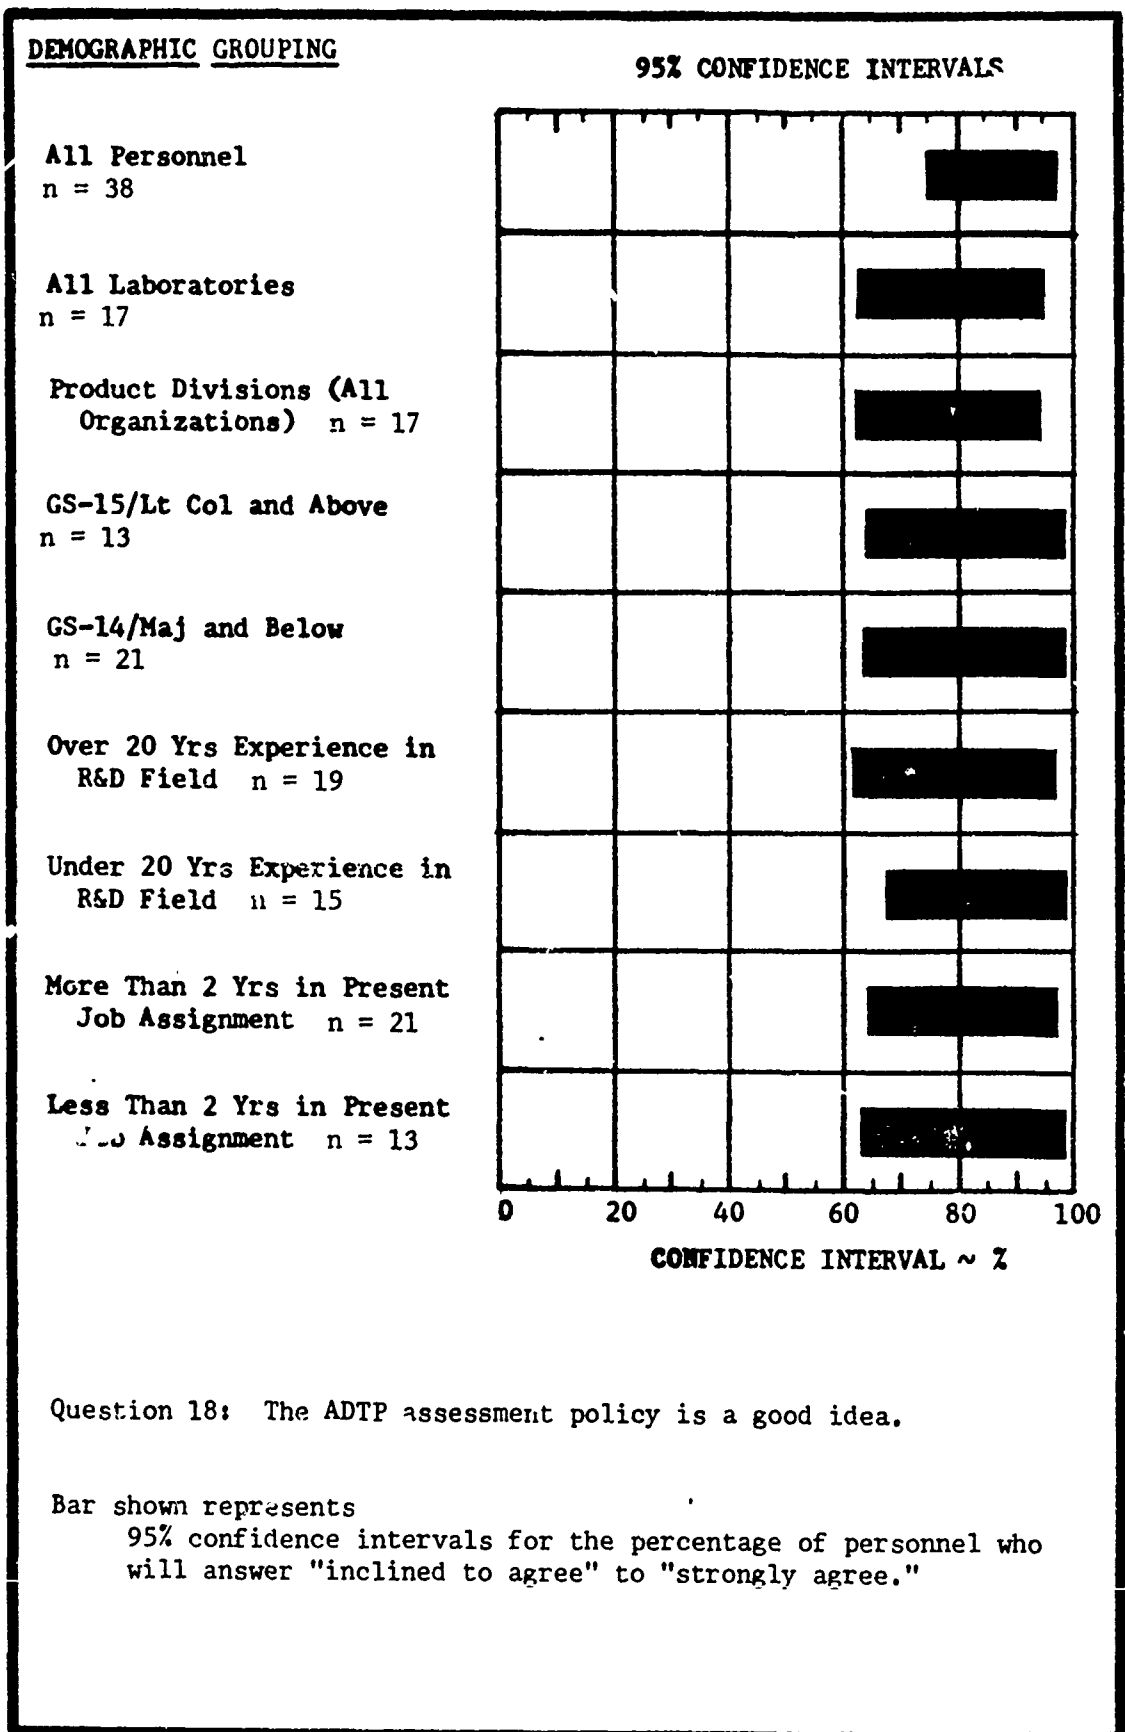 DEMOGRAPHIC GROUPING
95% CONFIDENCE INTERVALS
All Personnel
n = 38
All Laboratories
n = 17
Product Divisions (All
Organizations) n = 17
GS-15/Lt Col and Above
n = 13
GS-14/Maj and Below
n = 21
Over 20 Yrs Experience in
R&D Field n = 19
Under 20 Yrs Experience in
R&D Field n = 15
More Than 2 Yrs in Present
Job Assignment n = 21
Less Than 2 Yrs in Present
Job Assignment n = 13
0 20 40 60 80 100
CONFIDENCE INTERVAL ~ %
Question 18: The ADTP assessment policy is a good idea.
Bar shown represents
95% confidence intervals for the percentage of personnel who
will answer "inclined to agree" to "strongly agree."